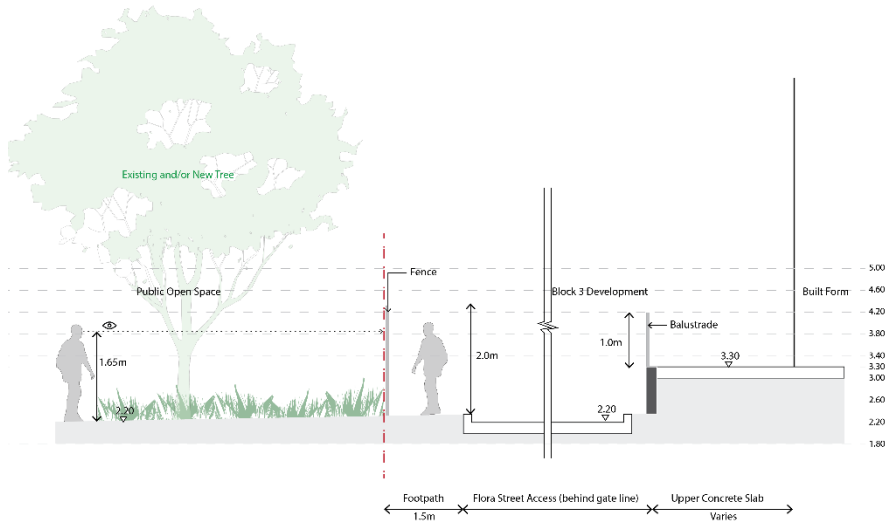 Existing and/or New Tree
5.00
Fence
Public Open Space
Block 3 Development
Built Form
4.60
4.20
Balustrade
3.80
1.65m
2.0m
1.0m
3.40
3.30
3.30
3.00
2.60
2.20
2.20
2.20
1.80
Footpath
Flora Street Access (behind gate line)
Upper Concrete Slab
1.5m
Varies